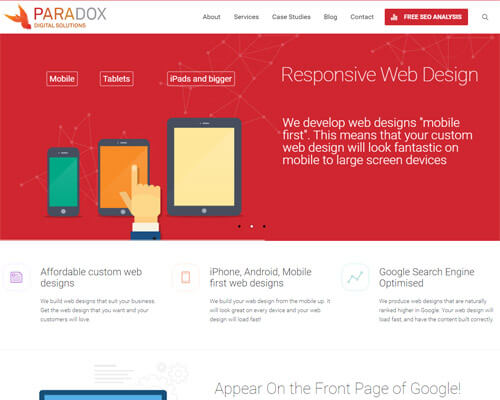 PARADOX
DIGITAL SOLUTIONS
About Services Case Studies Blog Contact FREE SEO ANALYSIS
Mobile Tablets iPads and bigger
Responsive Web Design
We develop web designs "mobile
first". This means that your custom
web design will look fantastic on
mobile to large screen devices
Affordable custom web
designs
We build web designs that suit your business.
Get the web design that you want and your
customers will love.
iPhone, Android, Mobile
first web designs
We build your design from the mobile up. It will
look great on every device and your web
design will load fast!
Google Search Engine
Optimised
We produce web designs that are naturally
ranked higher in Google. Your web design will
load fast, and have the content built correctly.
Appear On the Front Page of Google!